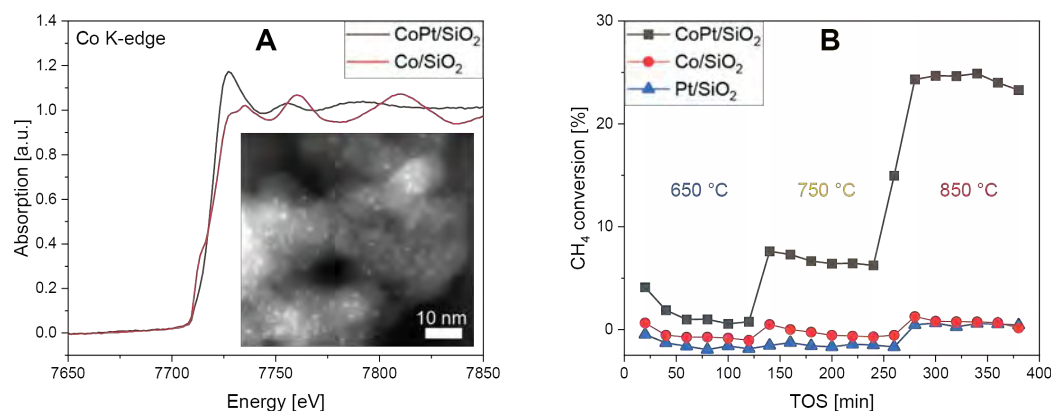 Co K-edge
A
CoPt/SiO₂
Co/SiO₂
1.4
1.2
1.0
0.8
0.6
0.4
0.2
0.0
Absorption [a.u.]
10 nm
7650 7700 7750 7800 7850
Energy [eV]
B
CoPt/SiO₂
Co/SiO₂
Pt/SiO₂
30
20
10
0
CH₄ conversion [%]
650 °C 750 °C 850 °C
0 50 100 150 200 250 300 350 400
TOS [min]